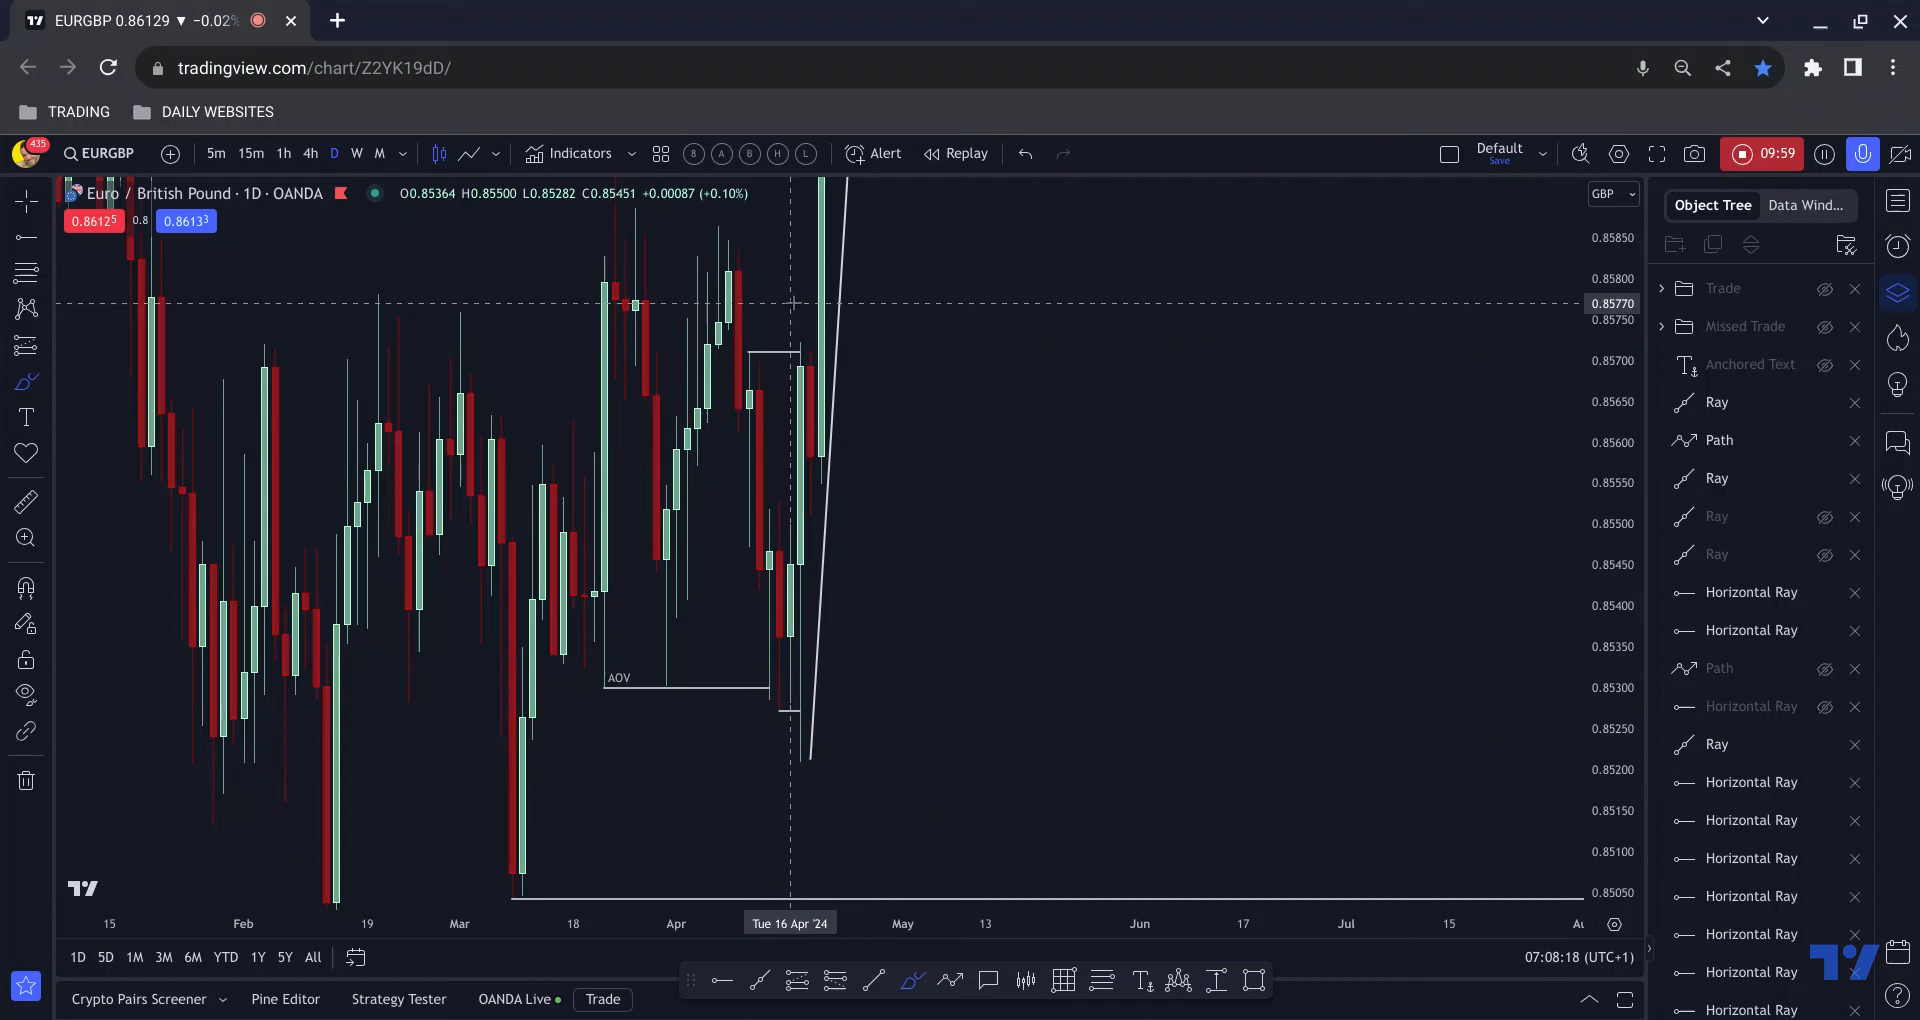 EURGBP 0.86129 ▼ −0.02%
tradingview.com/chart/Z2YK19dD/
TRADING DAILY WEBSITES
435 EURGBP 5m 15m 1h 4h D W M Indicators 8 A B H L Alert Replay Default Save 09:59
Euro / British Pound · 1D · OANDA O0.85364 H0.85500 L0.85282 C0.85451 +0.00087 (+0.10%)
0.86125 0.8 0.86133
GBP
0.85850
0.85800
0.85770
0.85750
0.85700
0.85650
0.85600
0.85550
0.85500
0.85450
0.85400
0.85350
0.85300
0.85250
0.85200
0.85150
0.85100
0.85050
AOV
15 Feb 19 Mar 18 Apr Tue 16 Apr '24 May 13 Jun 17 Jul 15 Au
1D 5D 1M 3M 6M YTD 1Y 5Y All 07:08:18 (UTC+1)
Crypto Pairs Screener Pine Editor Strategy Tester OANDA Live Trade
Object Tree Data Wind...
Trade
Missed Trade
Anchored Text
Ray
Path
Ray
Ray
Ray
Horizontal Ray
Horizontal Ray
Path
Horizontal Ray
Ray
Horizontal Ray
Horizontal Ray
Horizontal Ray
Horizontal Ray
Horizontal Ray
Horizontal Ray
Horizontal Ray